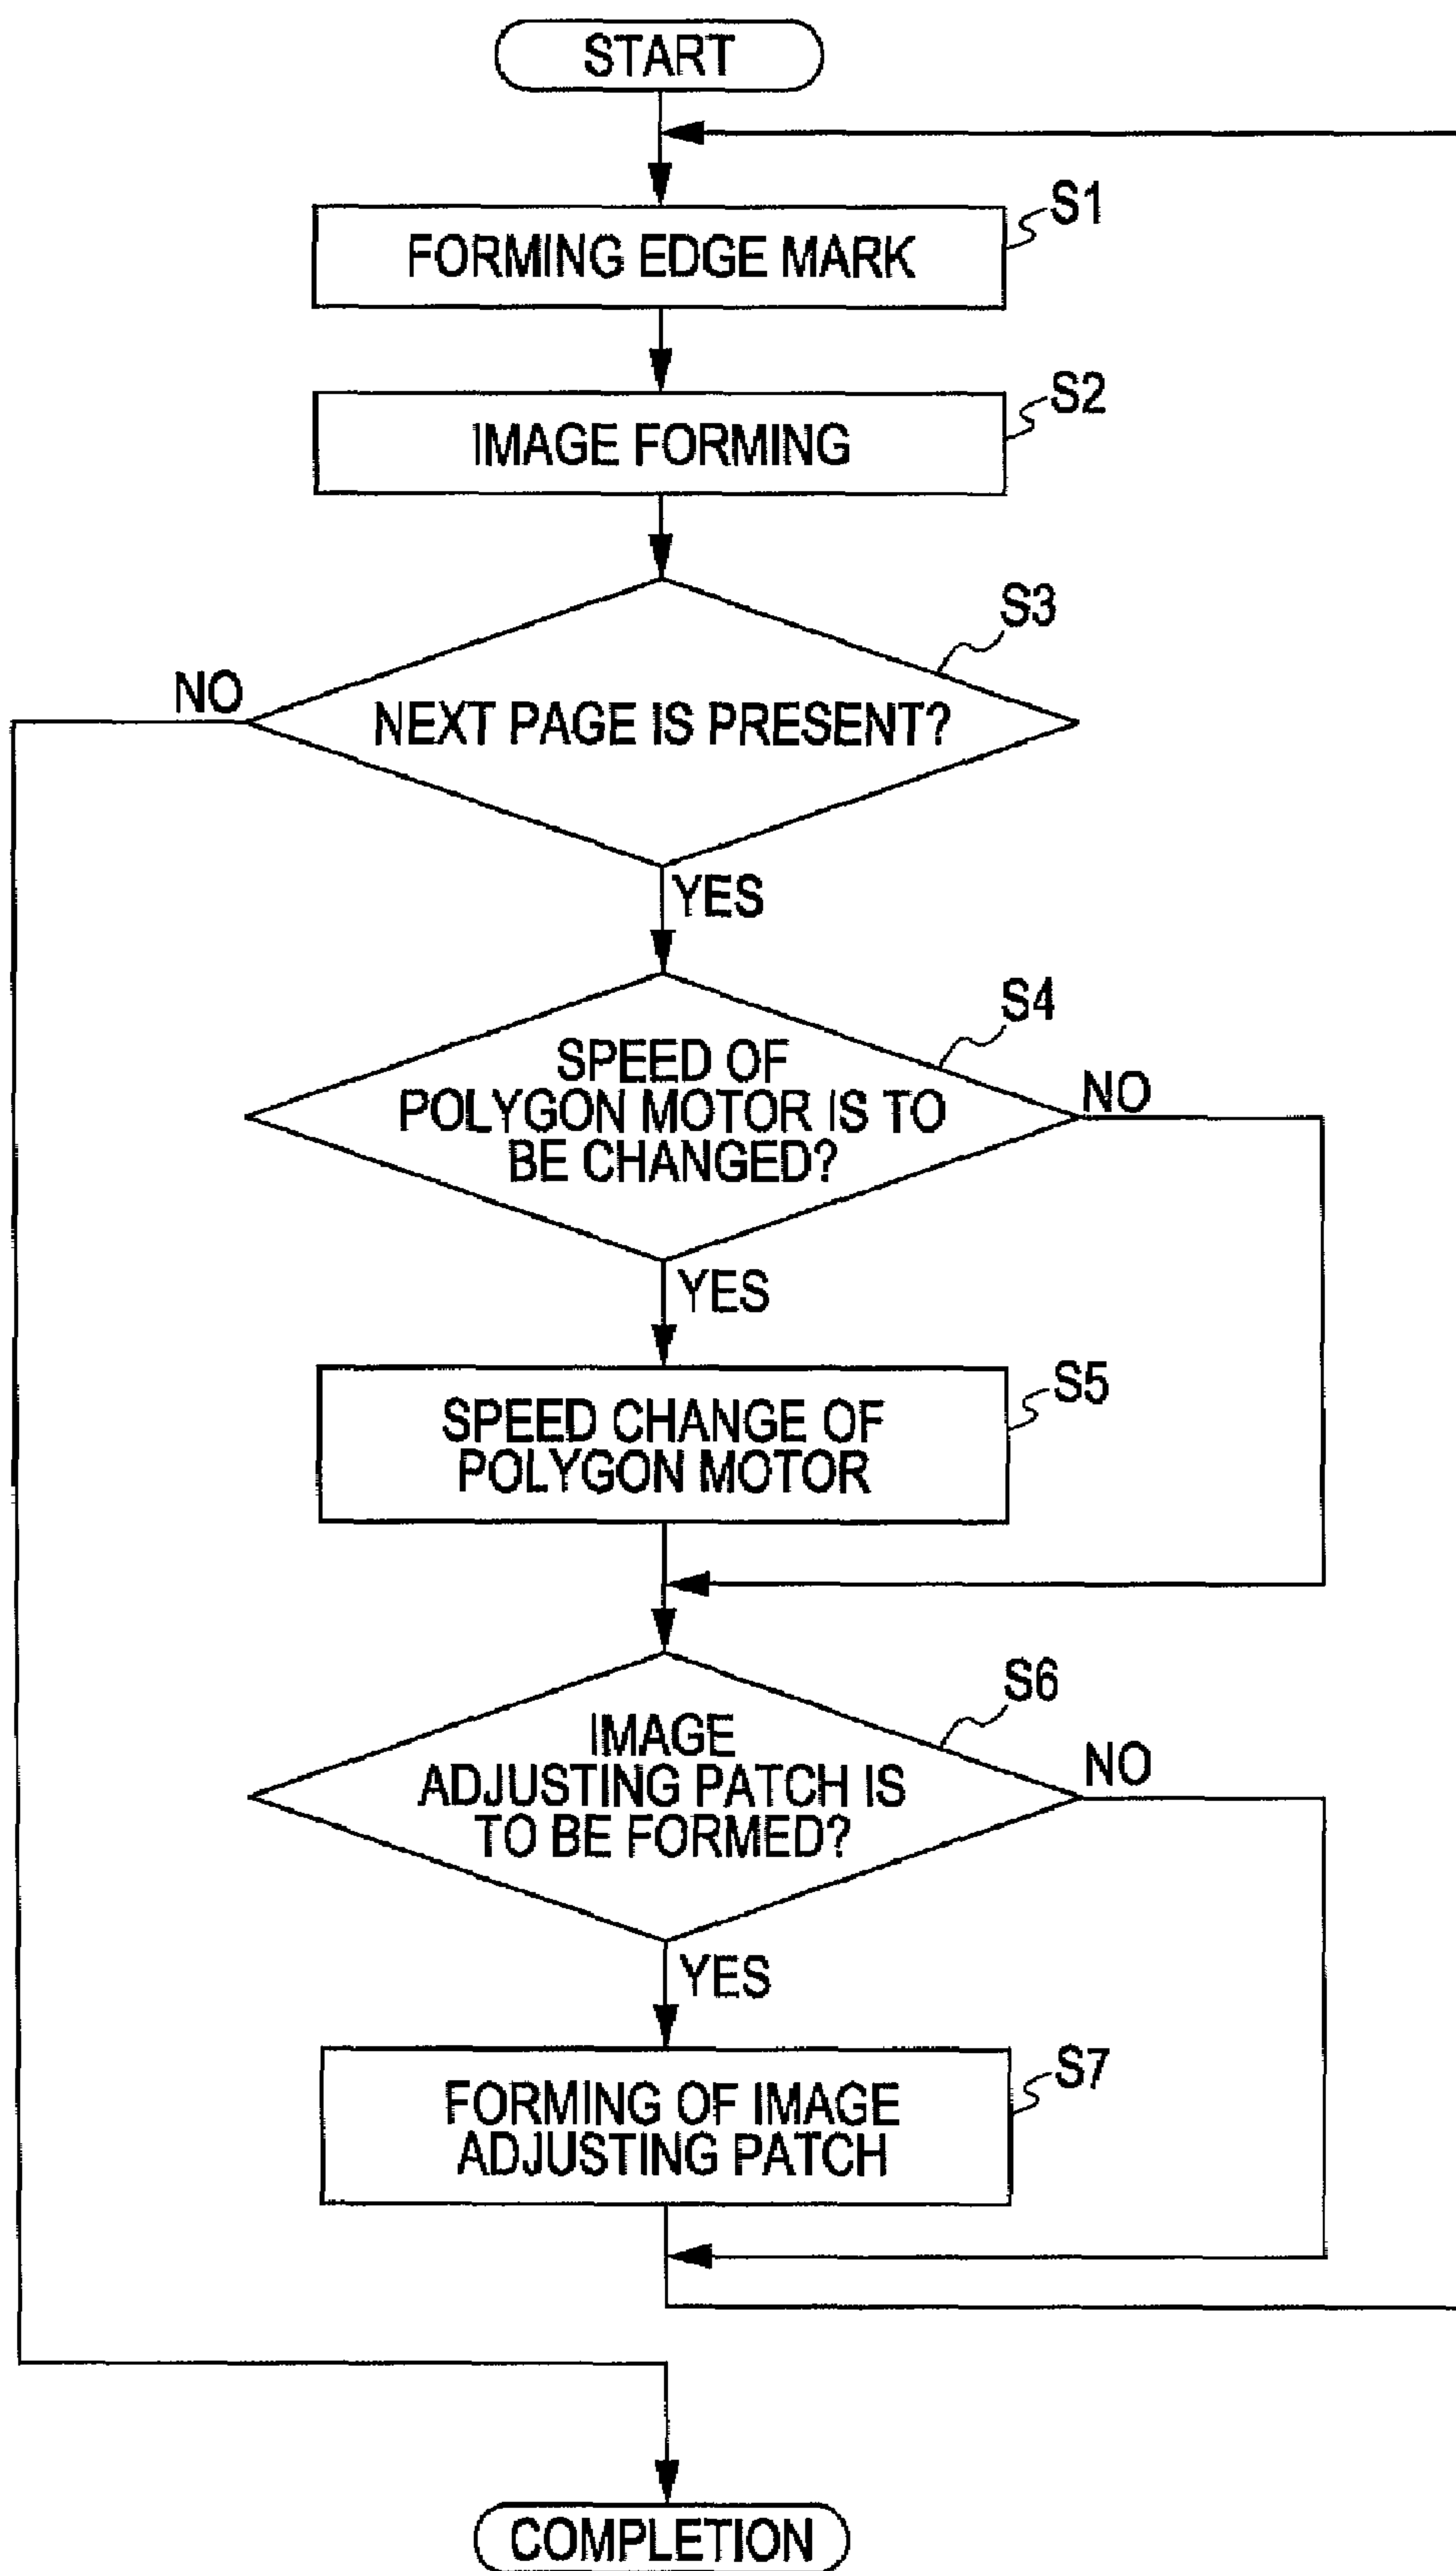 START
S1
FORMING EDGE MARK
S2
IMAGE FORMING
S3
NO
NEXT PAGE IS PRESENT?
YES
S4
SPEED OF
POLYGON MOTOR IS TO
BE CHANGED?
NO
YES
S5
SPEED CHANGE OF
POLYGON MOTOR
S6
IMAGE
ADJUSTING PATCH IS
TO BE FORMED?
NO
YES
S7
FORMING OF IMAGE
ADJUSTING PATCH
COMPLETION